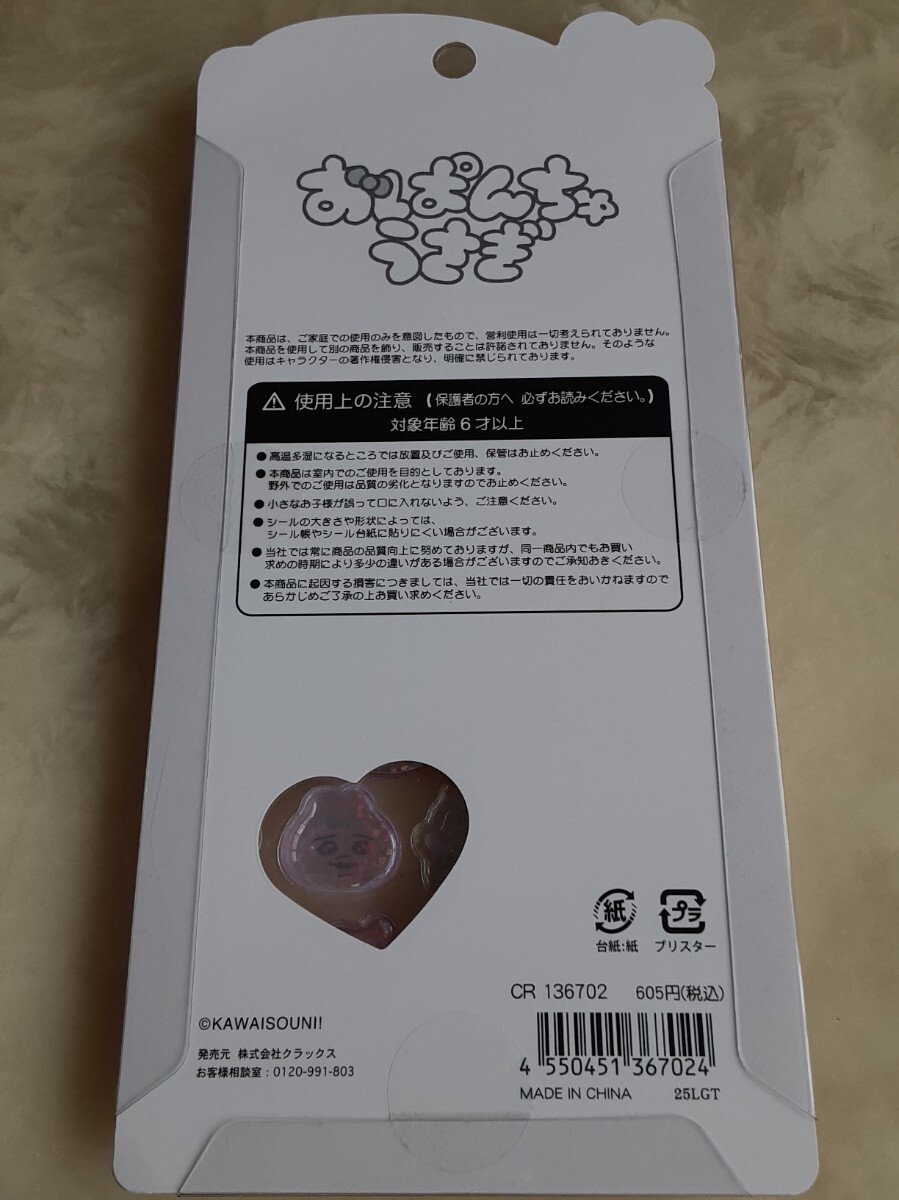 おぱんちゅ
うさぎ
本商品は、ご家庭での使用のみを意図したもので、営利使用は一切考えられておりません。
本商品を使用して別の商品を飾り、販売することは許諾されておりません。そのような
使用はキャラクターの著作権侵害となり、明確に禁じられております。
⚠ 使用上の注意 (保護者の方へ 必ずお読みください。)
対象年齢6才以上
●高温多湿になるところでは放置及びご使用、保管はお止めください。
●本商品は室内でのご使用を目的としております。
野外でのご使用は品質の劣化となりますのでお止めください。
●小さなお子様が誤って口に入れないよう、ご注意ください。
●シールの大きさや形状によっては、
シール帳やシール台紙に貼りにくい場合がございます。
●当社では常に商品の品質向上に努めておりますが、同一商品内でもお買い
求めの時期により多少の違いがある場合がございますのでご承知おきください。
●本商品に起因する損害につきましては、当社では一切の責任をおいかねますので
あらかじめご了承の上お買い求めください。
紙 プラ
台紙:紙 ブリスター
CR 136702 605円(税込)
©KAWAISOUNI!
発売元 株式会社クラックス
お客様相談室:0120-991-803
4 550451 367024
MADE IN CHINA 25LGT